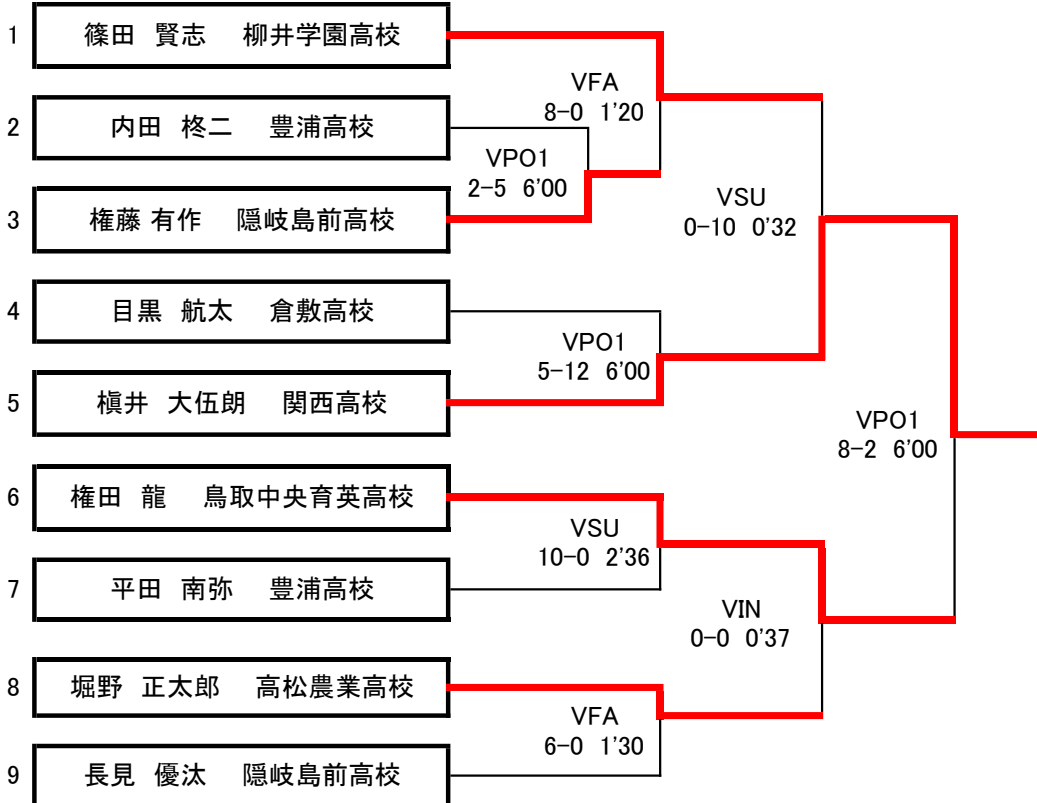 1 篠田 賢志 柳井学園高校
VFA
8-0 1'20
2 内田 柊二 豊浦高校
VPO1
2-5 6'00
3 権藤 有作 隠岐島前高校
VSU
0-10 0'32
4 目黒 航太 倉敷高校
VPO1
5-12 6'00
5 槇井 大伍朗 関西高校
VPO1
8-2 6'00
6 権田 龍 鳥取中央育英高校
VSU
10-0 2'36
7 平田 南弥 豊浦高校
VIN
0-0 0'37
8 堀野 正太郎 高松農業高校
VFA
6-0 1'30
9 長見 優汰 隠岐島前高校